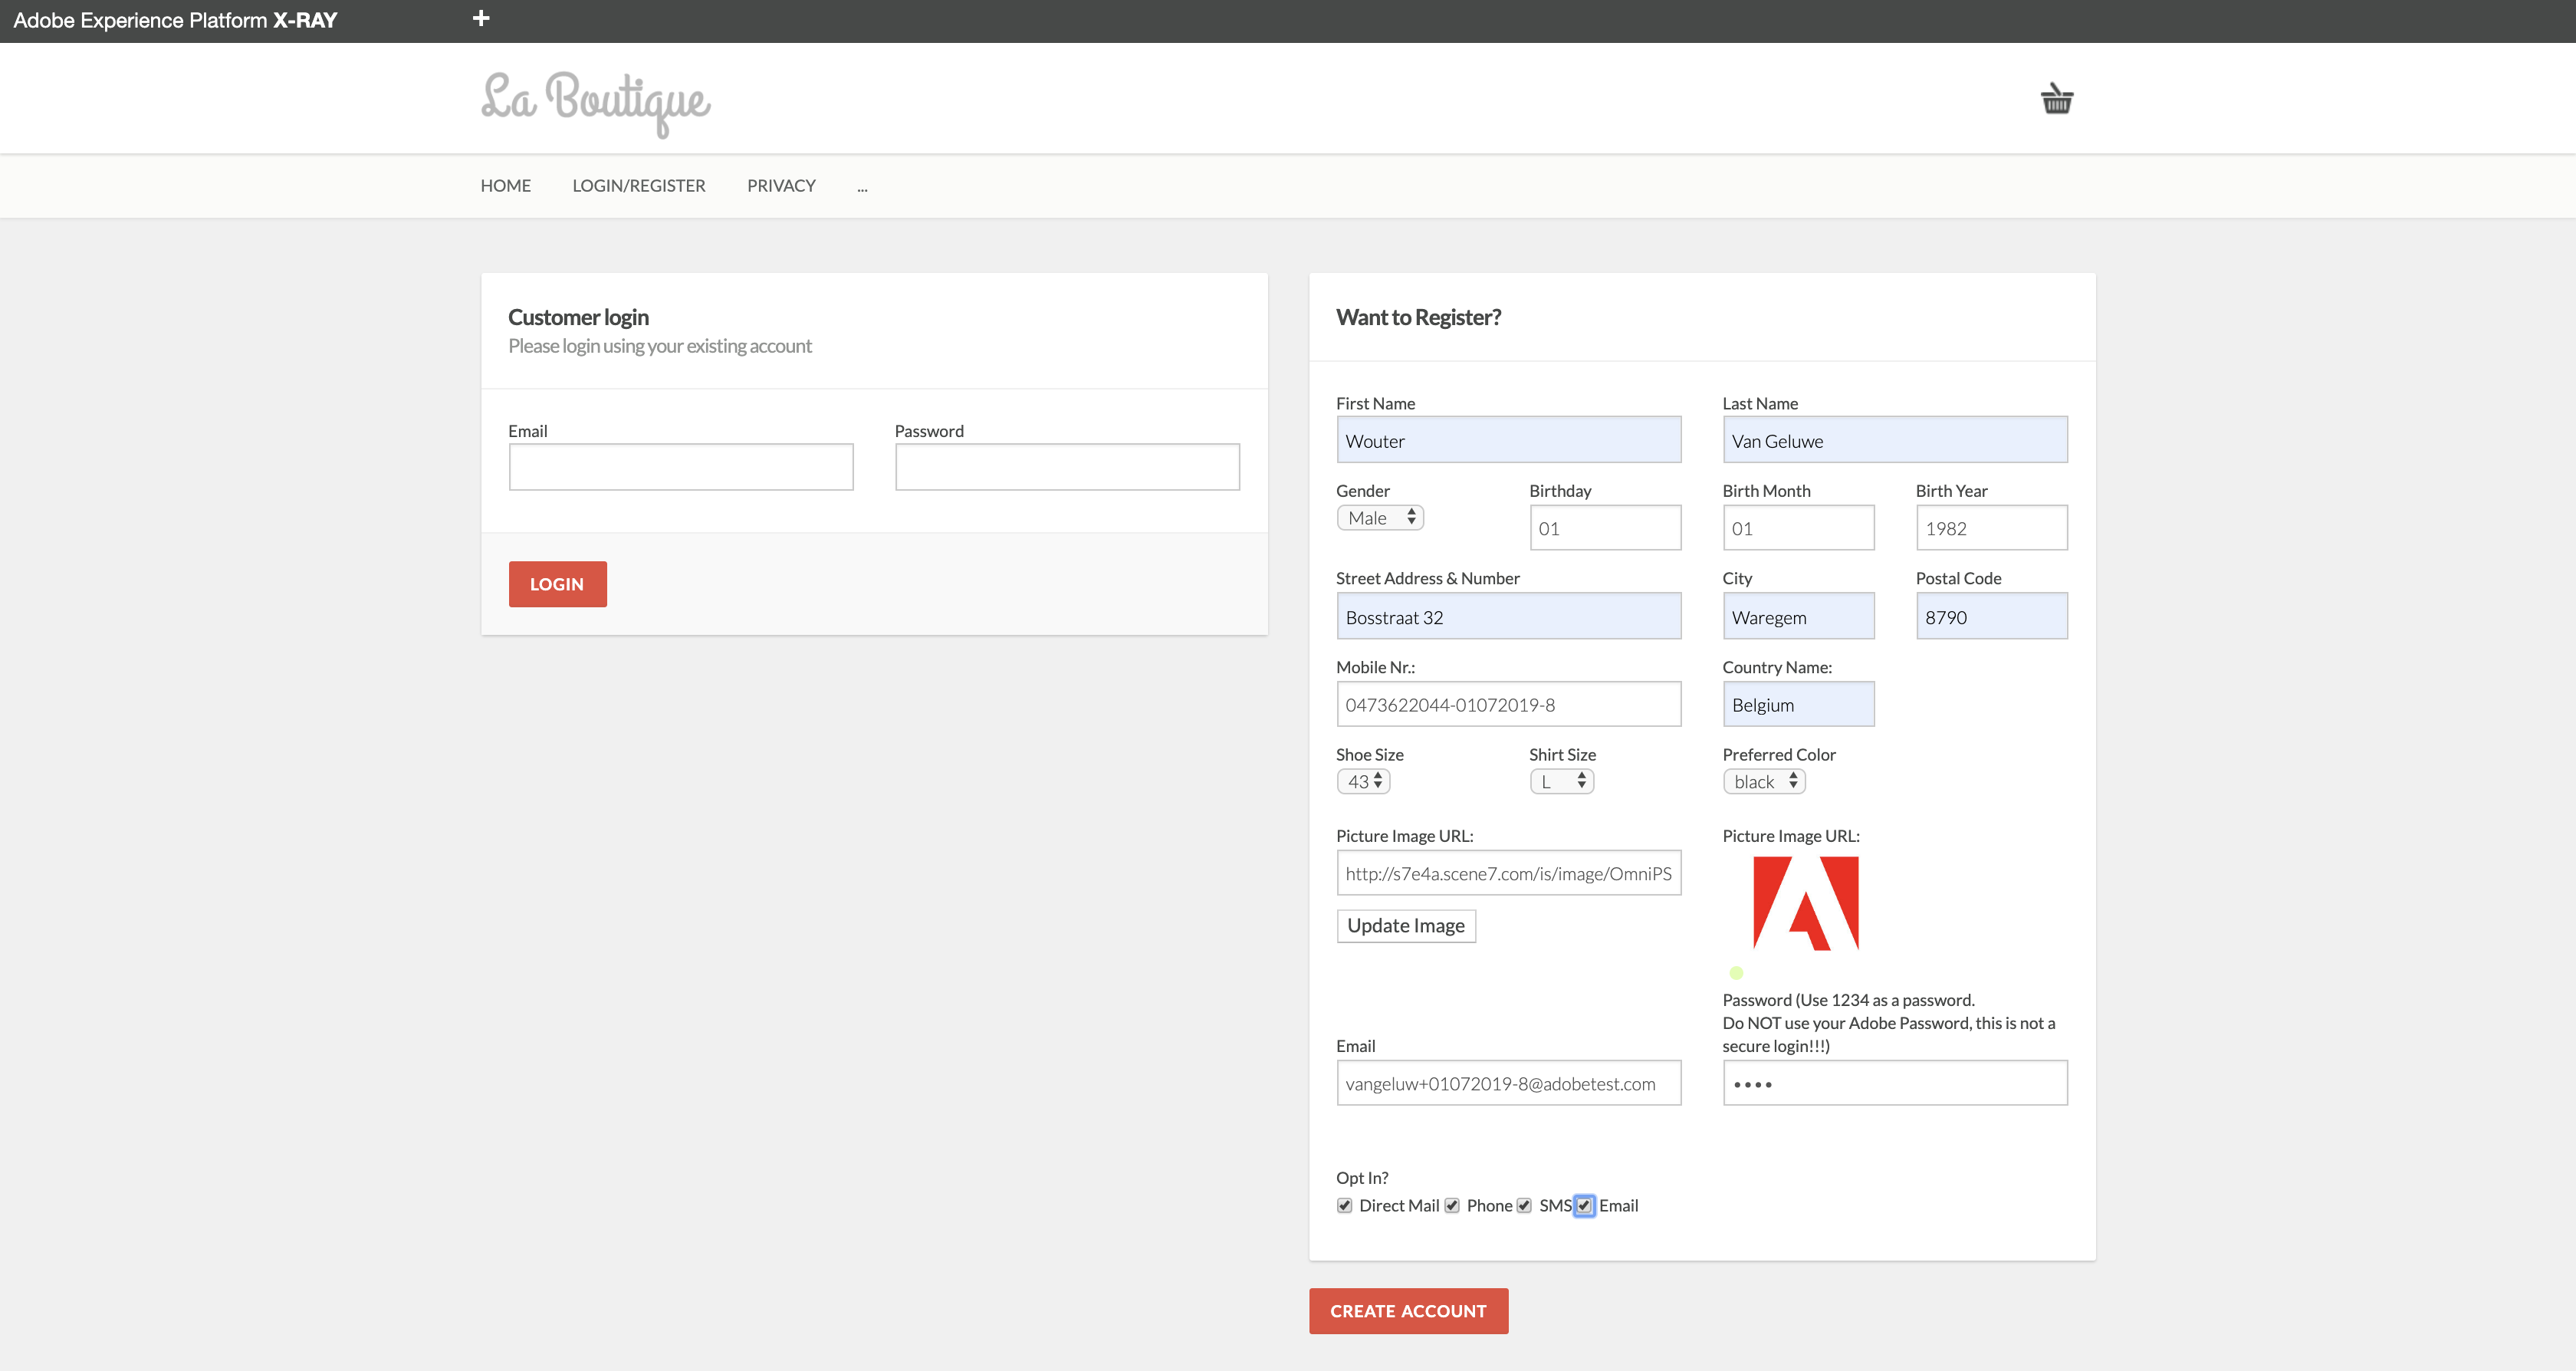 Adobe Experience Platform X-RAY +
La Boutique
HOME LOGIN/REGISTER PRIVACY ...
Customer login
Please login using your existing account
Email Password
LOGIN
Want to Register?
First Name Last Name
Wouter Van Geluwe
Gender Birthday Birth Month Birth Year
Male 01 01 1982
Street Address & Number City Postal Code
Bosstraat 32 Waregem 8790
Mobile Nr.: Country Name:
0473622044-01072019-8 Belgium
Shoe Size Shirt Size Preferred Color
43 L black
Picture Image URL: Picture Image URL:
http://s7e4a.scene7.com/is/image/OmniPS
Update Image
Password (Use 1234 as a password.
Do NOT use your Adobe Password, this is not a
secure login!!!)
Email
vangeluw+01072019-8@adobetest.com ••••
Opt In?
Direct Mail Phone SMS Email
CREATE ACCOUNT